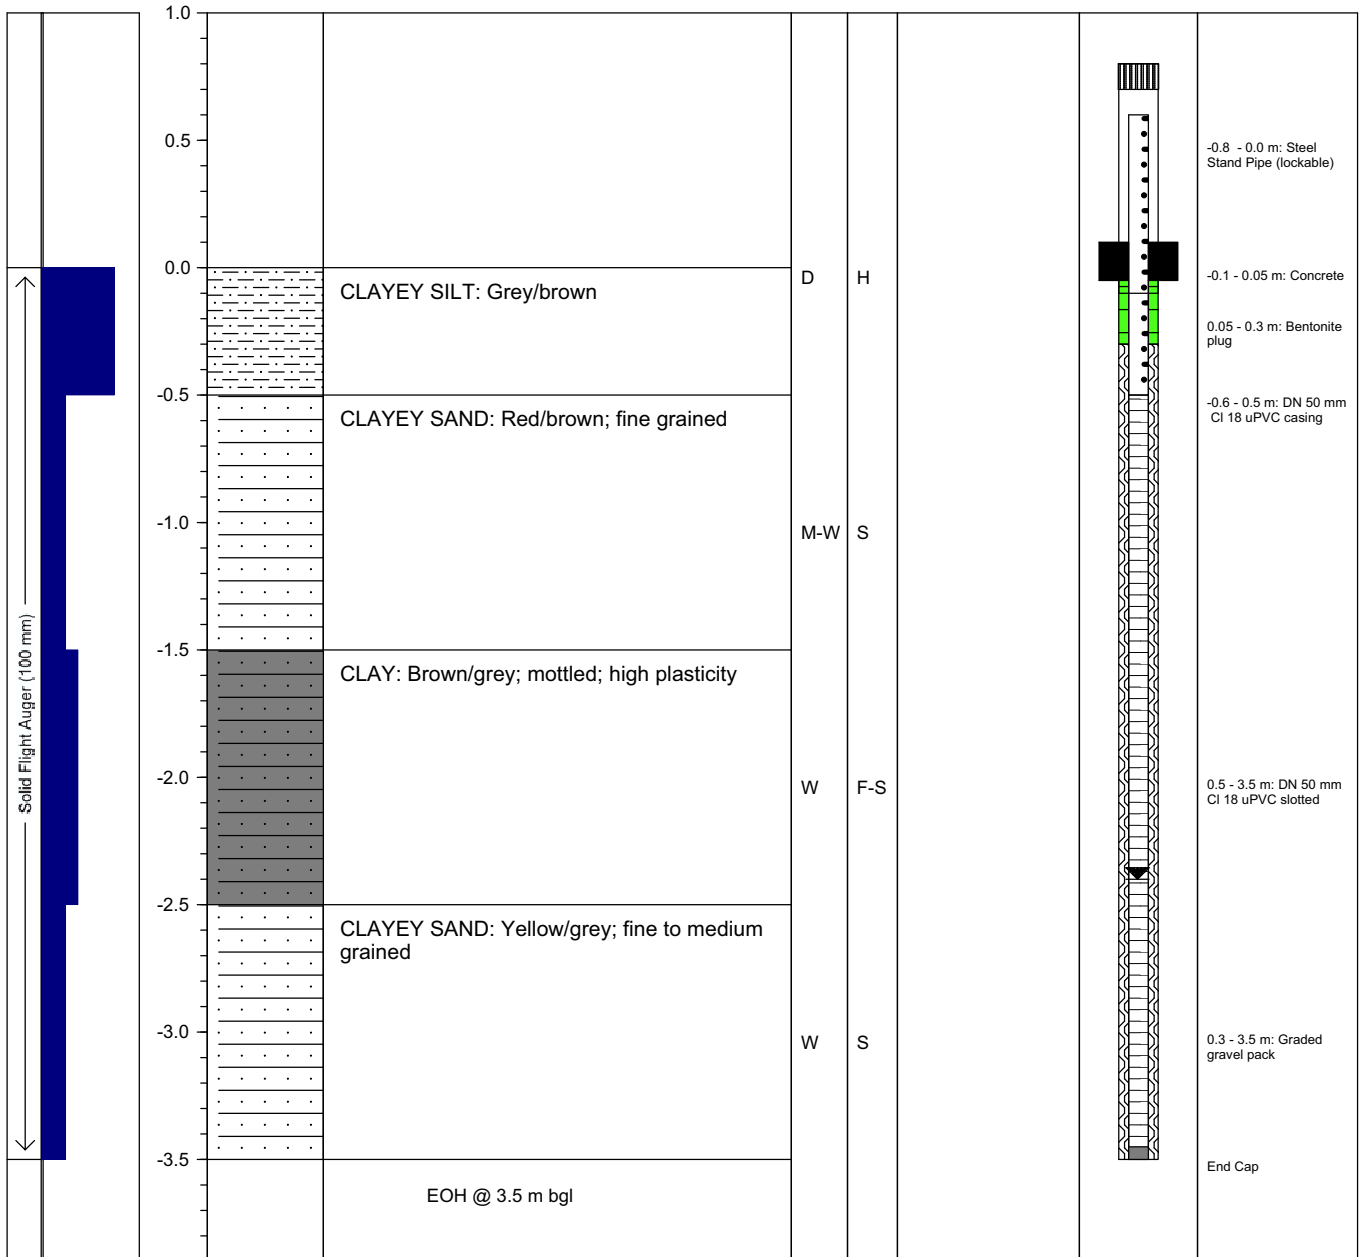 1.0
0.5
-0.8 - 0.0 m: Steel
Stand Pipe (lockable)
0.0
D
H
-0.1 - 0.05 m: Concrete
CLAYEY SILT: Grey/brown
0.05 - 0.3 m: Bentonite
plug
-0.5
-0.6 - 0.5 m: DN 50 mm
Cl 18 uPVC casing
CLAYEY SAND: Red/brown; fine grained
-1.0
M-W
S
Solid Flight Auger (100 mm)
-1.5
CLAY: Brown/grey; mottled; high plasticity
-2.0
W
F-S
0.5 - 3.5 m: DN 50 mm
Cl 18 uPVC slotted
-2.5
CLAYEY SAND: Yellow/grey; fine to medium
grained
-3.0
W
S
0.3 - 3.5 m: Graded
gravel pack
-3.5
End Cap
EOH @ 3.5 m bgl